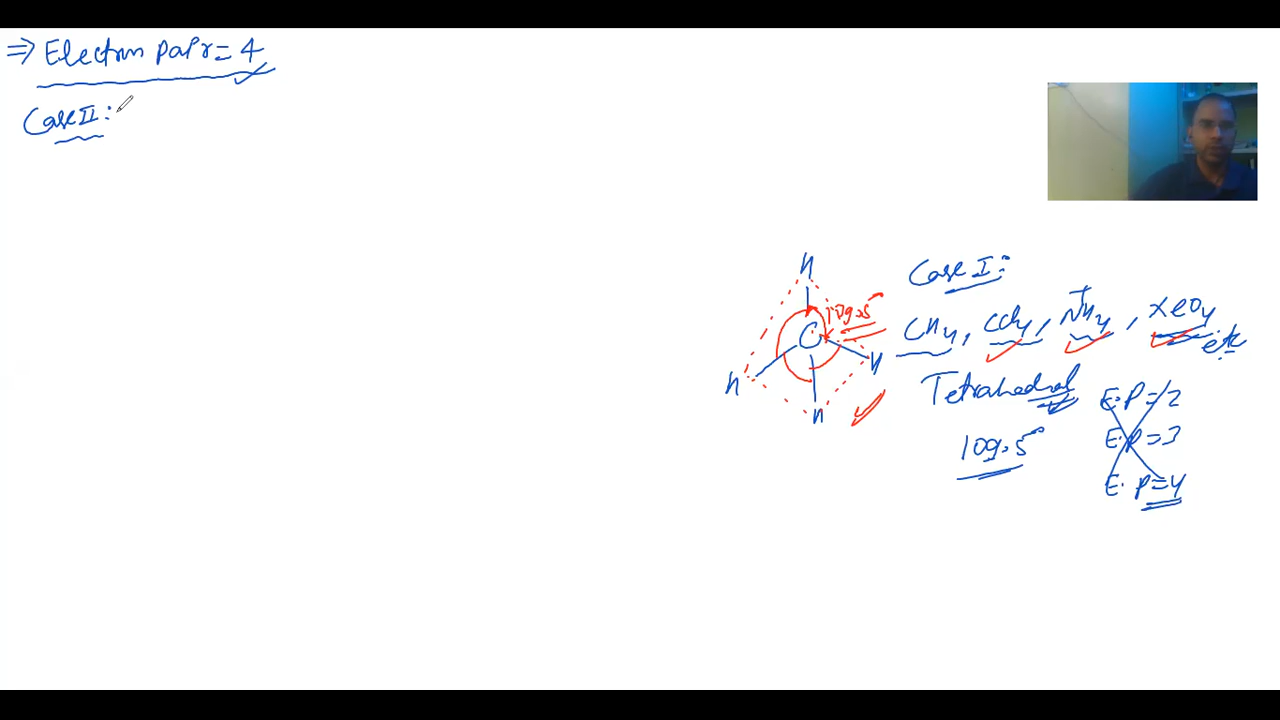 ⇒ Electron Pair = 4
Case II:
Case I:
H
109.5°
C
H
H
H
CH4, CCl4, NH4+, XeO4 etc
Tetrahedral
109.5°
E.P = 2
E.P = 3
E.P = 4